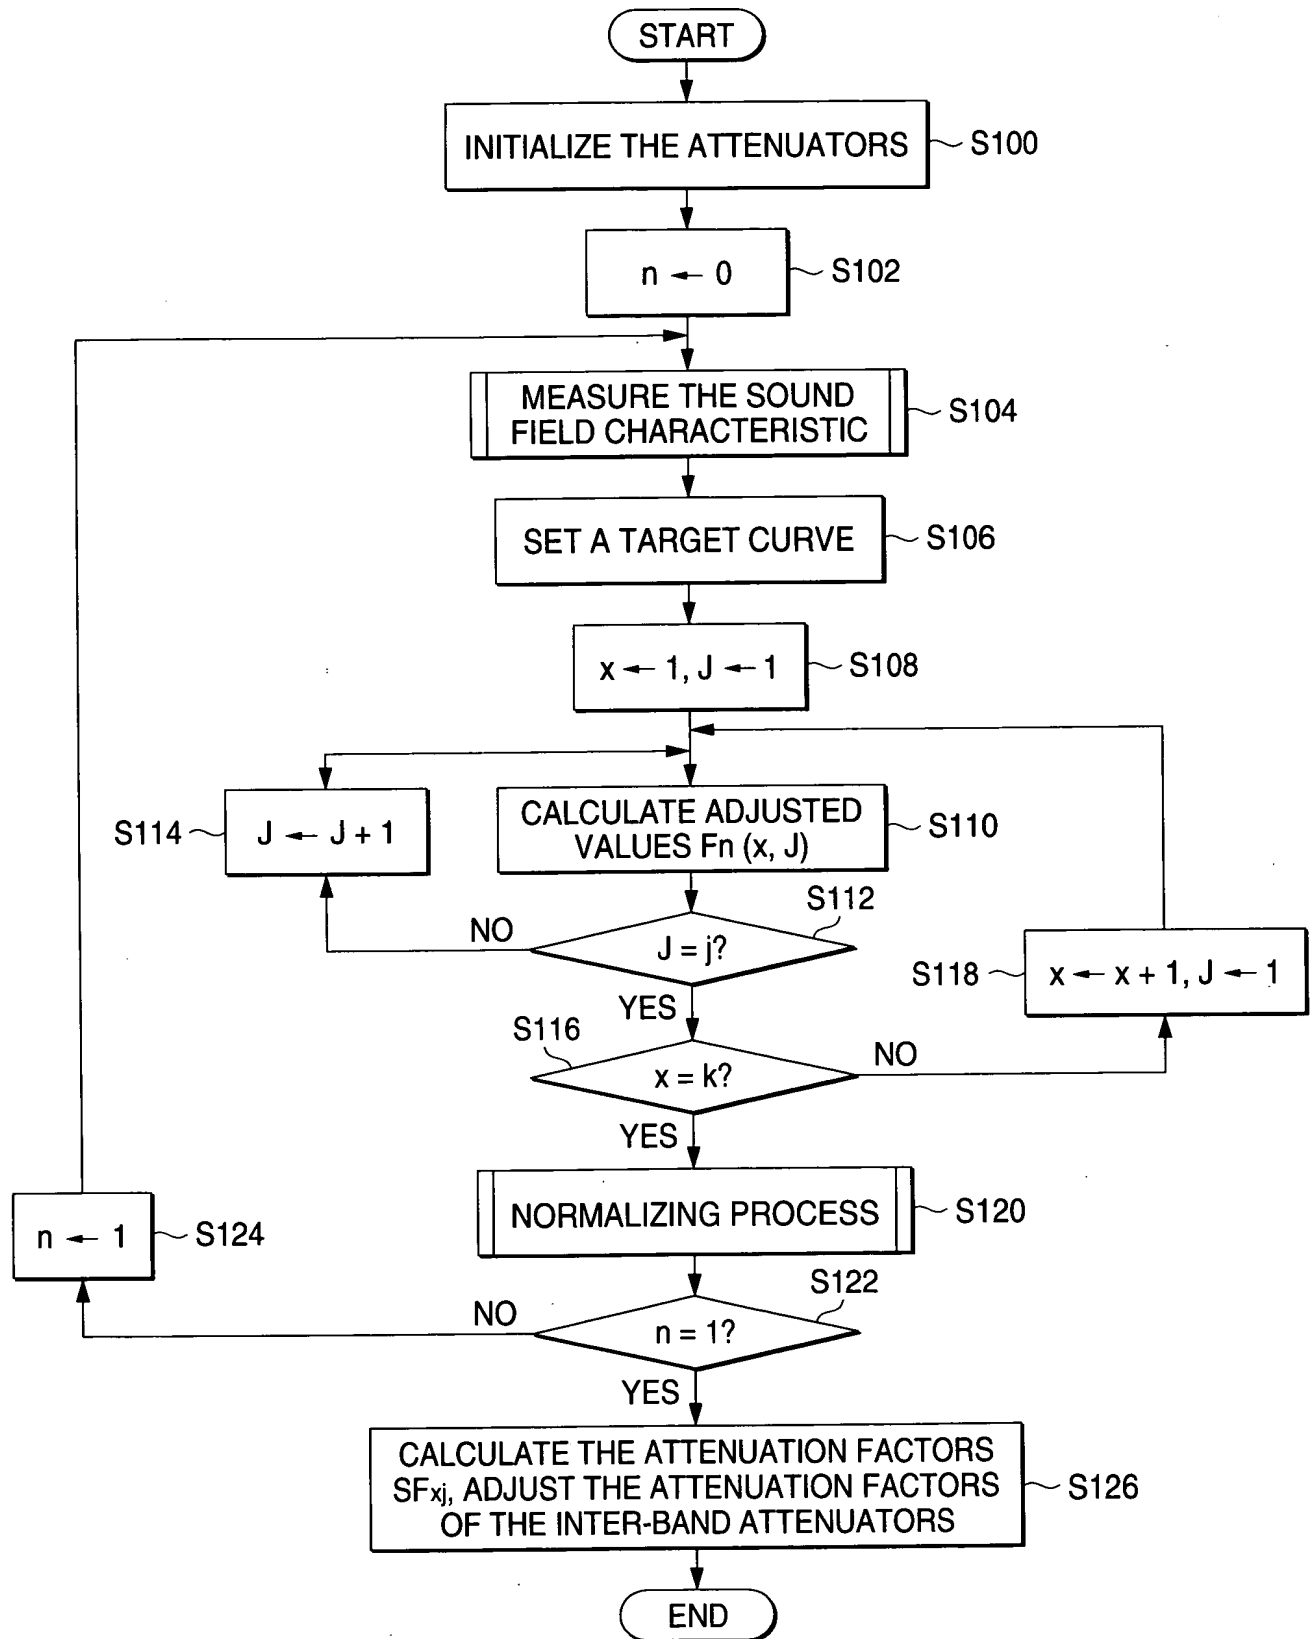 START
INITIALIZE THE ATTENUATORS
S100
n ← 0
S102
MEASURE THE SOUND
FIELD CHARACTERISTIC
S104
SET A TARGET CURVE
S106
x ← 1, J ← 1
S108
S114
J ← J + 1
CALCULATE ADJUSTED
VALUES Fn (x, J)
S110
S112
NO
J = j?
YES
S118
x ← x + 1, J ← 1
S116
x = k?
NO
YES
NORMALIZING PROCESS
S120
n ← 1
S124
S122
NO
n = 1?
YES
CALCULATE THE ATTENUATION FACTORS
SFxj, ADJUST THE ATTENUATION FACTORS
OF THE INTER-BAND ATTENUATORS
S126
END